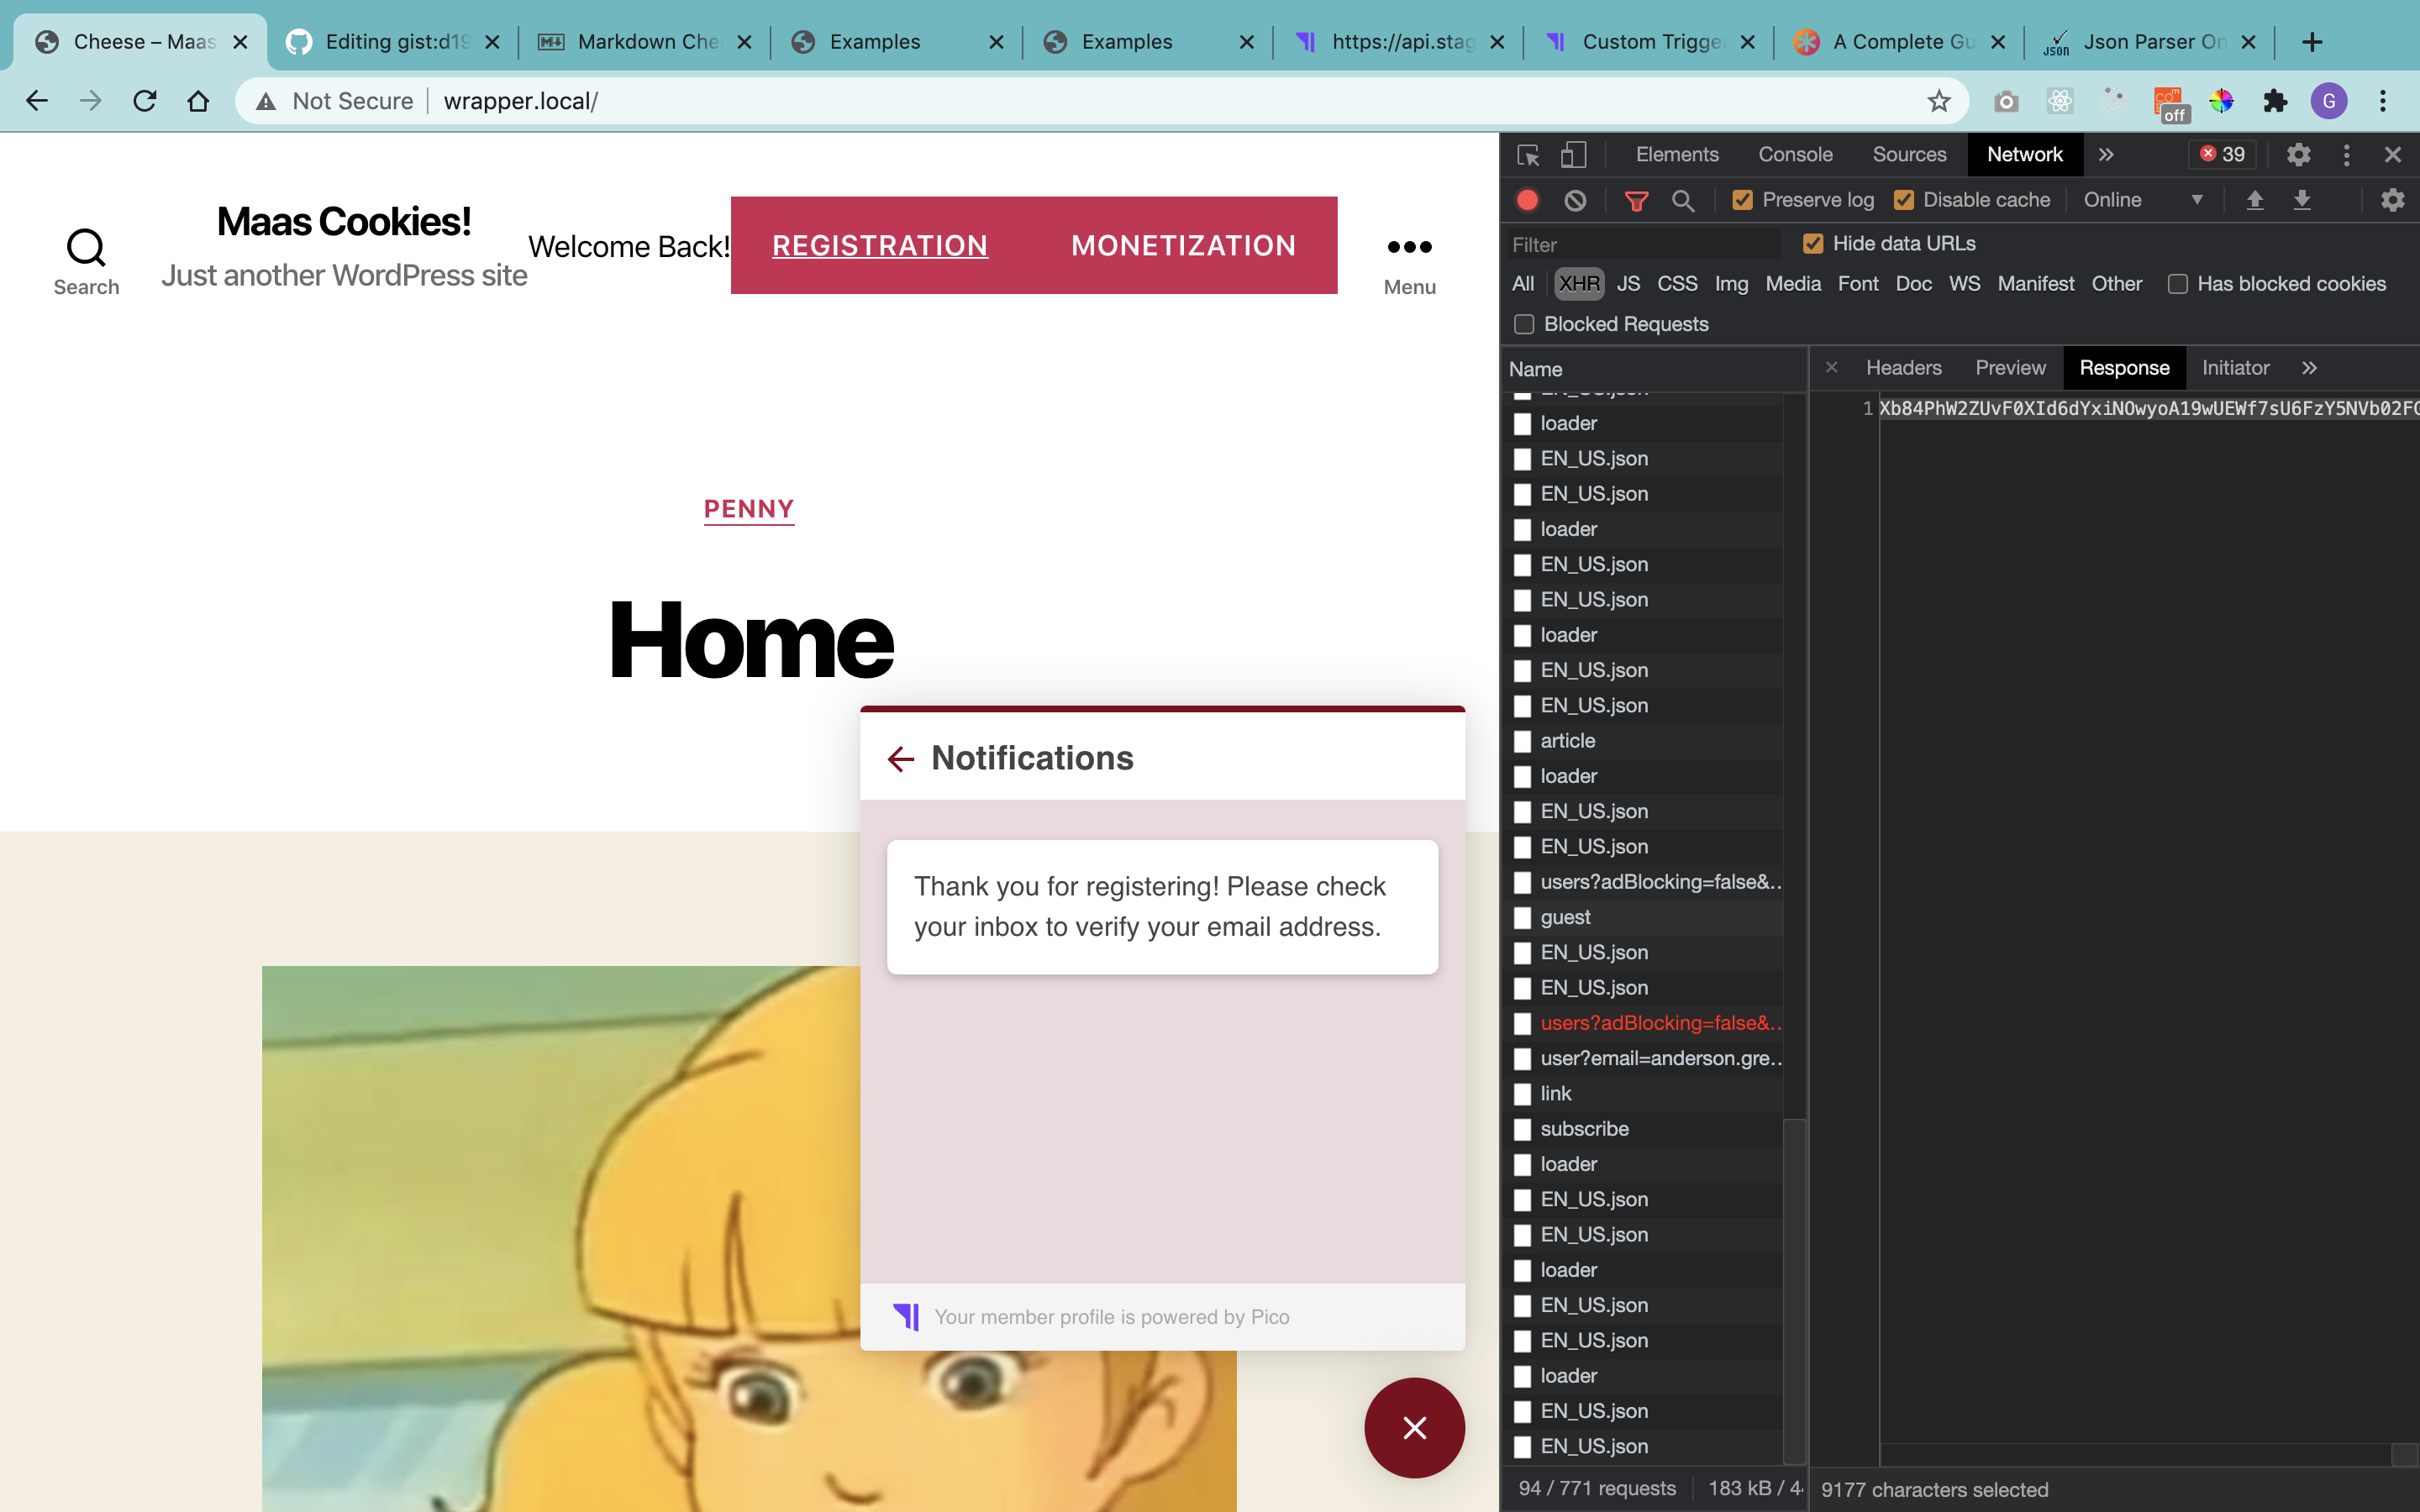 Cheese – Maas
Editing gist:d19
Markdown Che
Examples
Examples
https://api.stag
Custom Trigge
A Complete Gu
Json Parser On
Not Secure
wrapper.local/
off
G
Search
Maas Cookies!
Just another WordPress site
Welcome Back!
REGISTRATION
MONETIZATION
Menu
PENNY
Home
Notifications
Thank you for registering! Please check
your inbox to verify your email address.
Your member profile is powered by Pico
Elements
Console
Sources
Network
39
Preserve log
Disable cache
Online
Filter
Hide data URLs
All
XHR
JS
CSS
Img
Media
Font
Doc
WS
Manifest
Other
Has blocked cookies
Blocked Requests
Name
Headers
Preview
Response
Initiator
EN_US.json
loader
EN_US.json
EN_US.json
loader
EN_US.json
EN_US.json
loader
EN_US.json
EN_US.json
article
loader
EN_US.json
EN_US.json
users?adBlocking=false&..
guest
EN_US.json
EN_US.json
users?adBlocking=false&..
user?email=anderson.gre..
link
subscribe
loader
EN_US.json
EN_US.json
loader
EN_US.json
EN_US.json
loader
EN_US.json
EN_US.json
1
Xb84PhW2ZUvF0XId6dYxiNOwyoA19wUEWf7sU6FzY5NVb02FG
94 / 771 requests
183 kB / 4
9177 characters selected